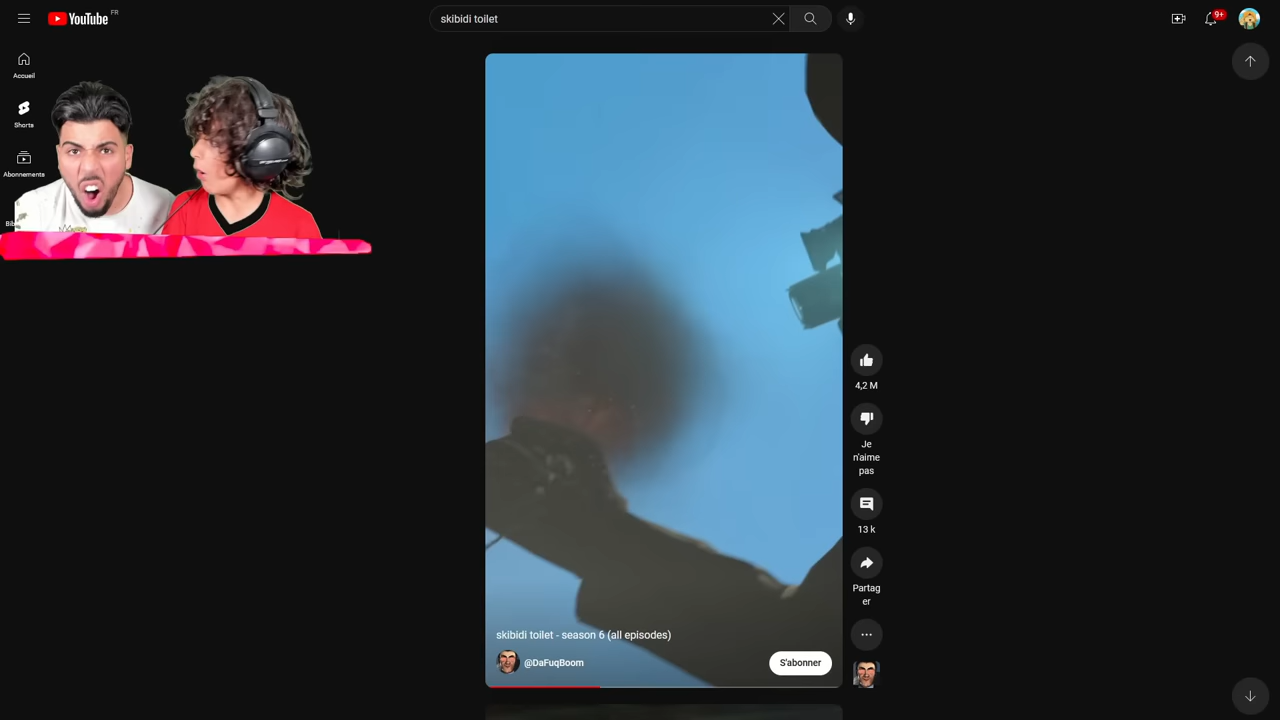 YouTube FR
skibidi toilet
9+
Accueil
Shorts
Abonnements
Bib
4,2 M
Je
n'aime
pas
13 k
Partag
er
skibidi toilet - season 6 (all episodes)
@DaFuqBoom
S'abonner